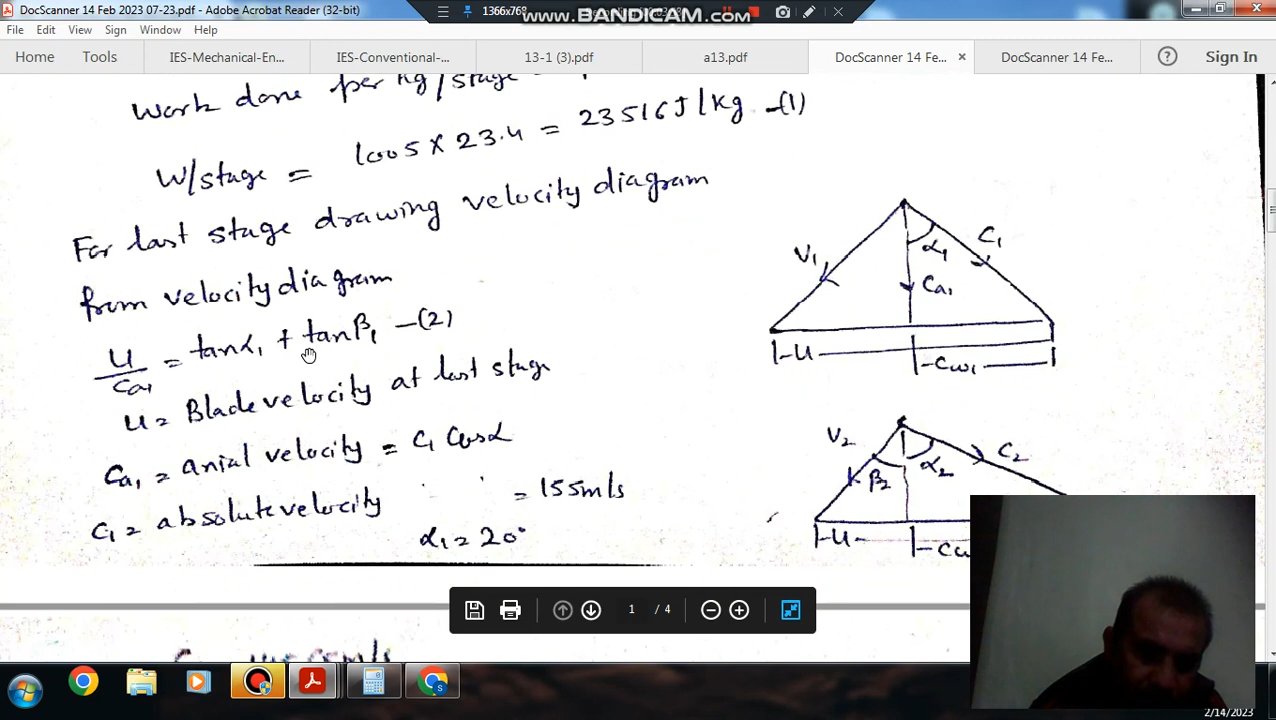 DocScanner 14 Feb 2023 07-23.pdf - Adobe Acrobat Reader (32-bit)
1366x768
www.BANDICAM.com
File Edit View Sign Window Help
Home Tools IES-Mechanical-En... IES-Conventional-... 13-1 (3).pdf a13.pdf DocScanner 14 Fe... × DocScanner 14 Fe... Sign In
Work done per kg/stage =
W/stage = 1005 × 23.4 = 23516 J/kg —(1)
For last stage drawing velocity diagram
from velocity diagram
U/Ca1 = tanα1 + tanβ1 —(2)
U = Blade velocity at last stage
Ca1 = anial velocity = C1 Cosα
C1 = absolute velocity = 155m/s
α1 = 20°
V1 α1 C1
Ca1
U Cw1
V2 β2 α2 C2
U
1 / 4
2/14/2023